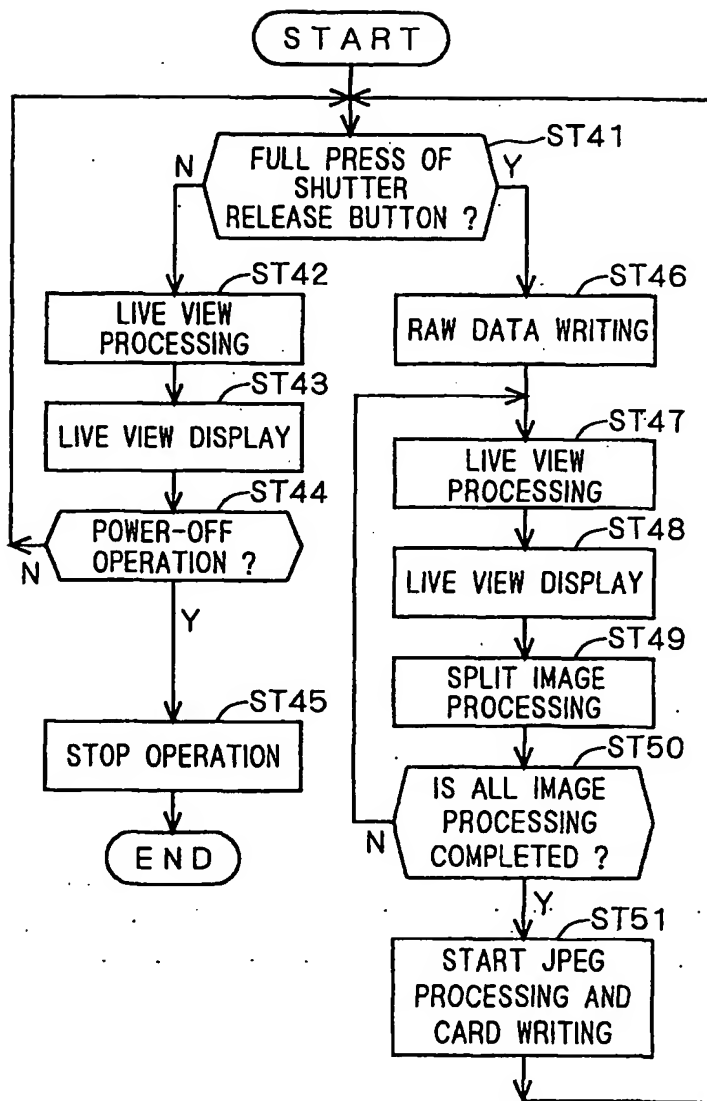 START
ST41
N
FULL PRESS OF
Y
SHUTTER
RELEASE BUTTON ?
ST42
LIVE VIEW
PROCESSING
ST43
LIVE VIEW DISPLAY
ST44
POWER-OFF
OPERATION ?
N
Y
ST45
STOP OPERATION
END
ST46
RAW DATA WRITING
ST47
LIVE VIEW
PROCESSING
ST48
LIVE VIEW DISPLAY
ST49
SPLIT IMAGE
PROCESSING
ST50
IS ALL IMAGE
PROCESSING
COMPLETED ?
N
Y
ST51
START JPEG
PROCESSING AND
CARD WRITING